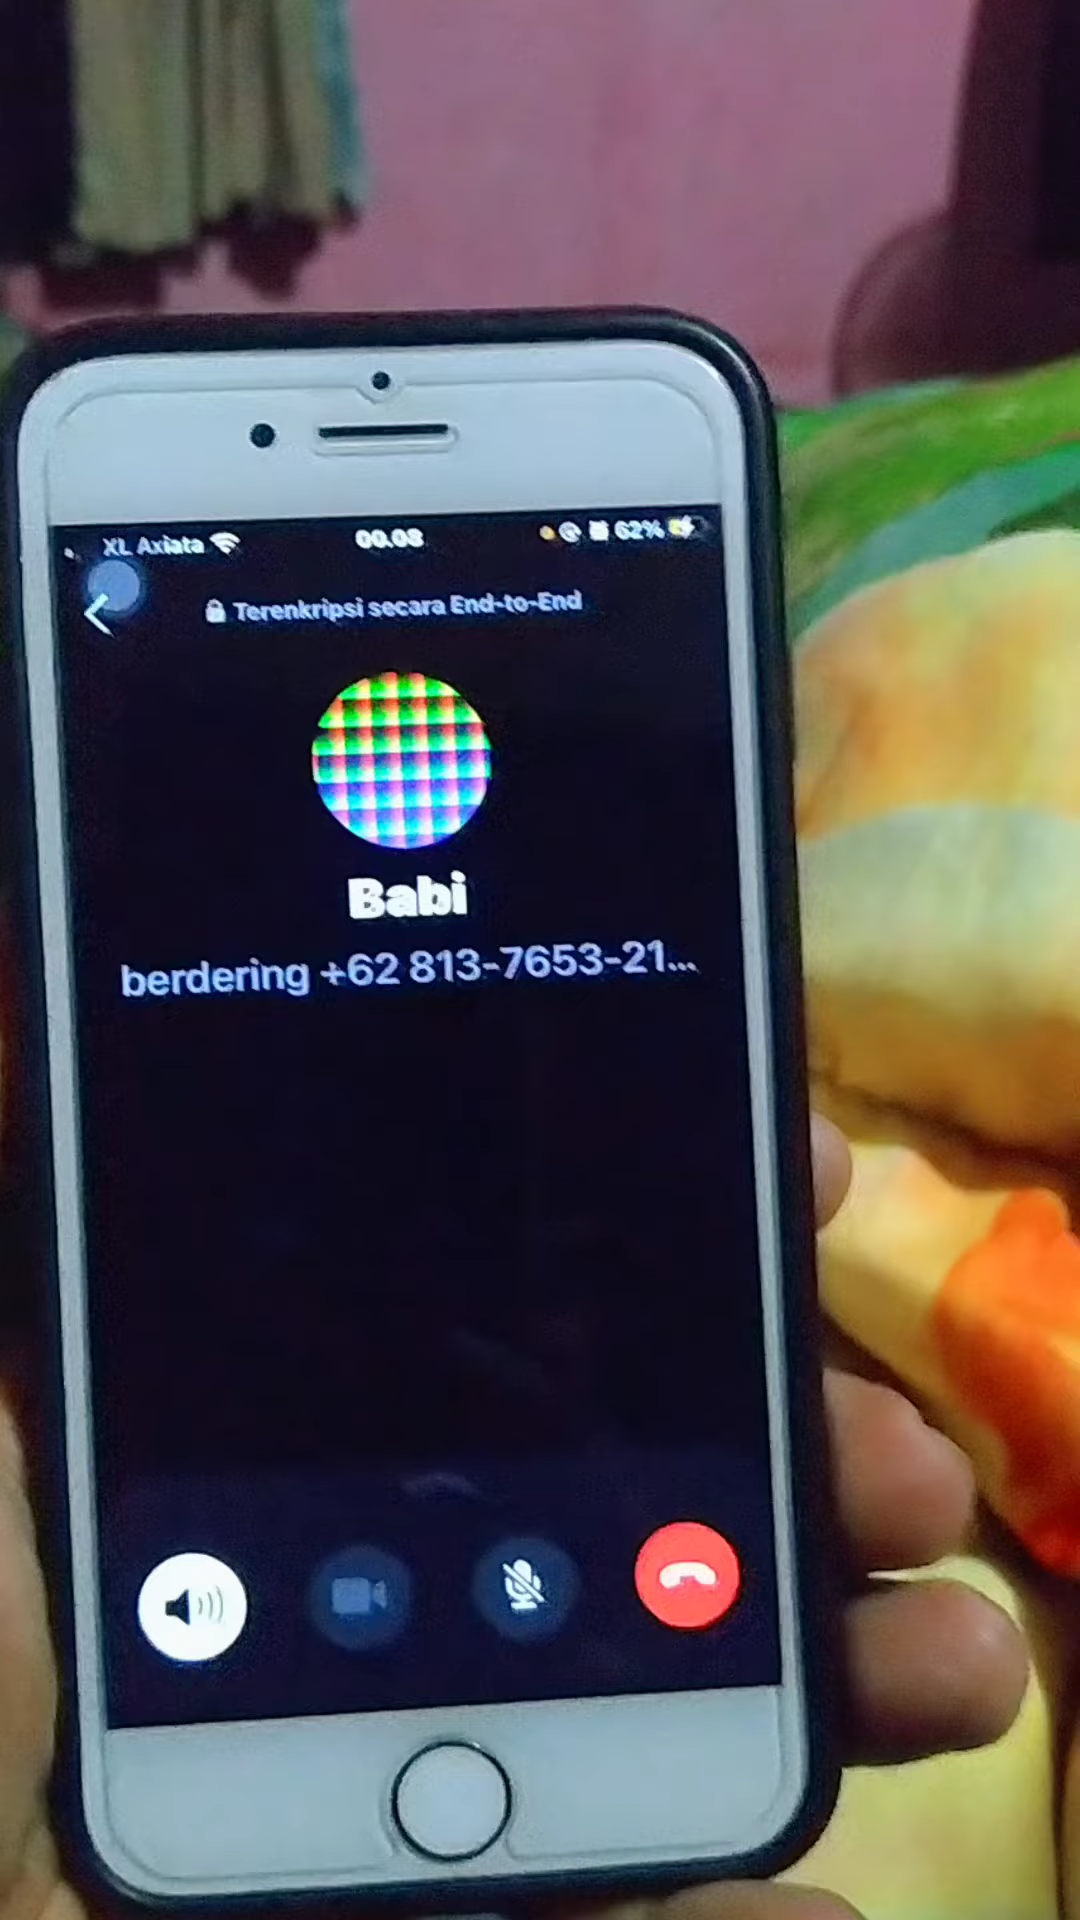 XL Axiata 00.08 62%
Terenkripsi secara End-to-End
Babi
berdering +62 813-7653-21...